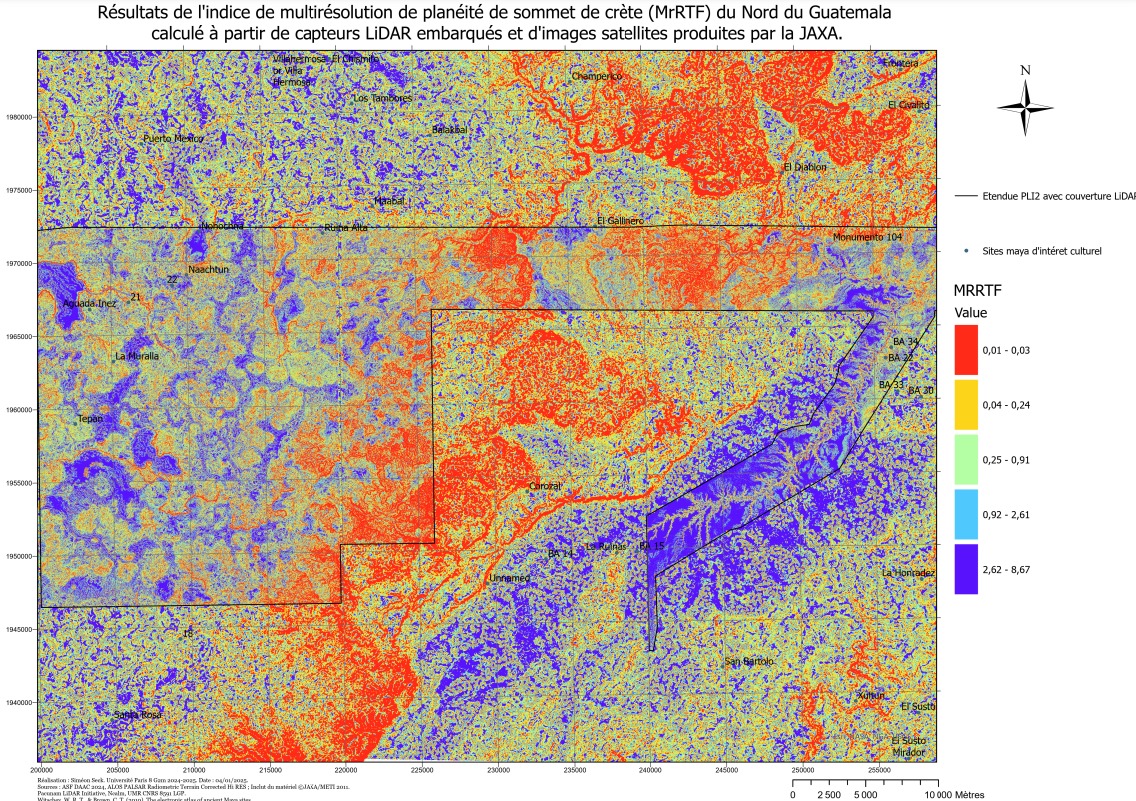 Résultats de l'indice de multirésolution de planéité de sommet de crète (MrRTF) du Nord du Guatemala
calculé à partir de capteurs LiDAR embarqués et d'images satellites produites par la JAXA.
N
Villahermosa El Chismito
or Villa
Hermosa
Champerico
Frontera
Los Tambores
El Civalito
1980000
Puerto Mexico
Balakbal
El Diablon
1975000
Maabal
El Gallinero
Nohochna
Ruina Alta
Monumento 104
1970000
Naachtun
22
21
Aguada Inez
1965000
BA 34
La Muralla
BA 22
BA 33
BA 30
1960000
Tepan
1955000
Corozal
1950000
BA 14
La Ruinas
BA 15
Unnamed
La Honradez
1945000
18
San Bartolo
1940000
Xultun
El Susto
Santa Rosa
El Susto
Mirador
200000 205000 210000 215000 220000 225000 230000 235000 240000 245000 250000 255000
Etendue PLI2 avec couverture LiDAR
Sites maya d'intéret culturel
MRRTF
Value
0,01 - 0,03
0,04 - 0,24
0,25 - 0,91
0,92 - 2,61
2,62 - 8,67
0 2 500 5 000 10 000 Mètres
Réalisation : Siméon Seck. Université Paris 8 G2m 2024-2025. Date : 04/01/2025.
Sources : ASF DAAC 2024, ALOS PALSAR Radiometric Terrain Corrected Hi RES ; Inclut du matériel ©JAXA/METI 2011.
Pacunam LiDAR Initiative, Ncalm, UMR CNRS 8591 LGP.
Witschey, W. R. T., & Brown, C. T. (2010). The electronic atlas of ancient Maya sites.